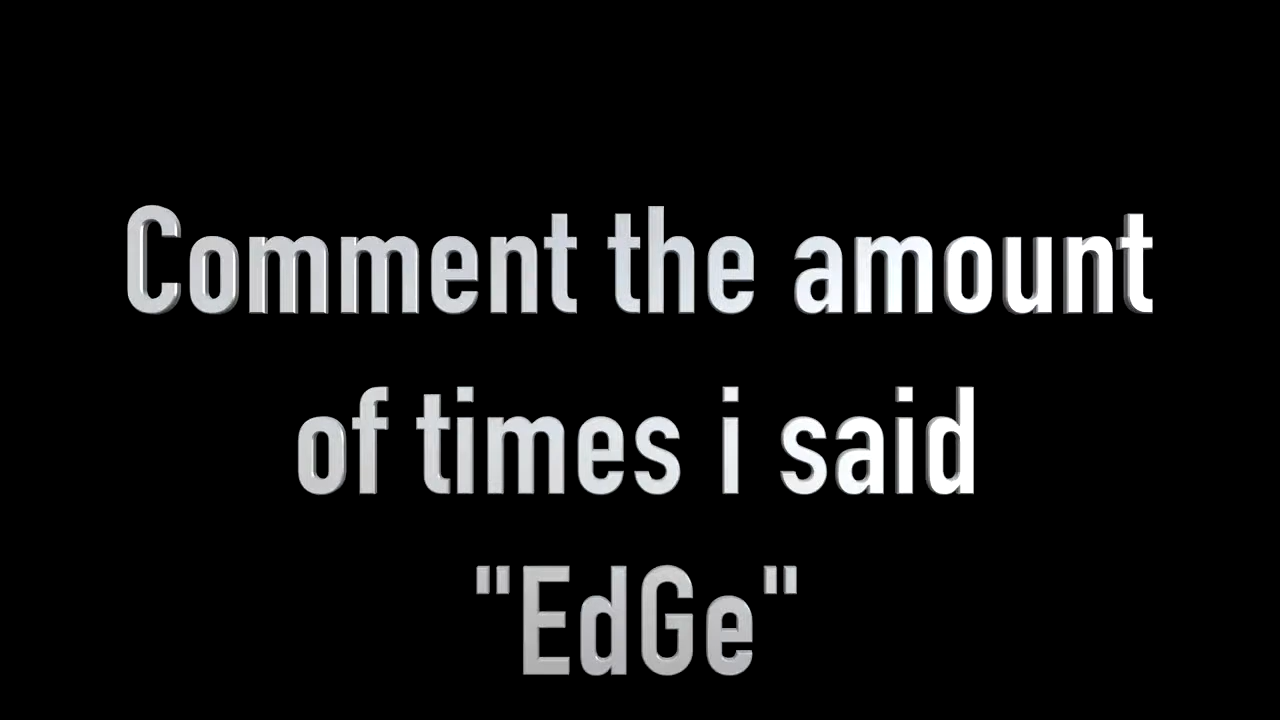 Comment the amount
of times i said
"EdGe"